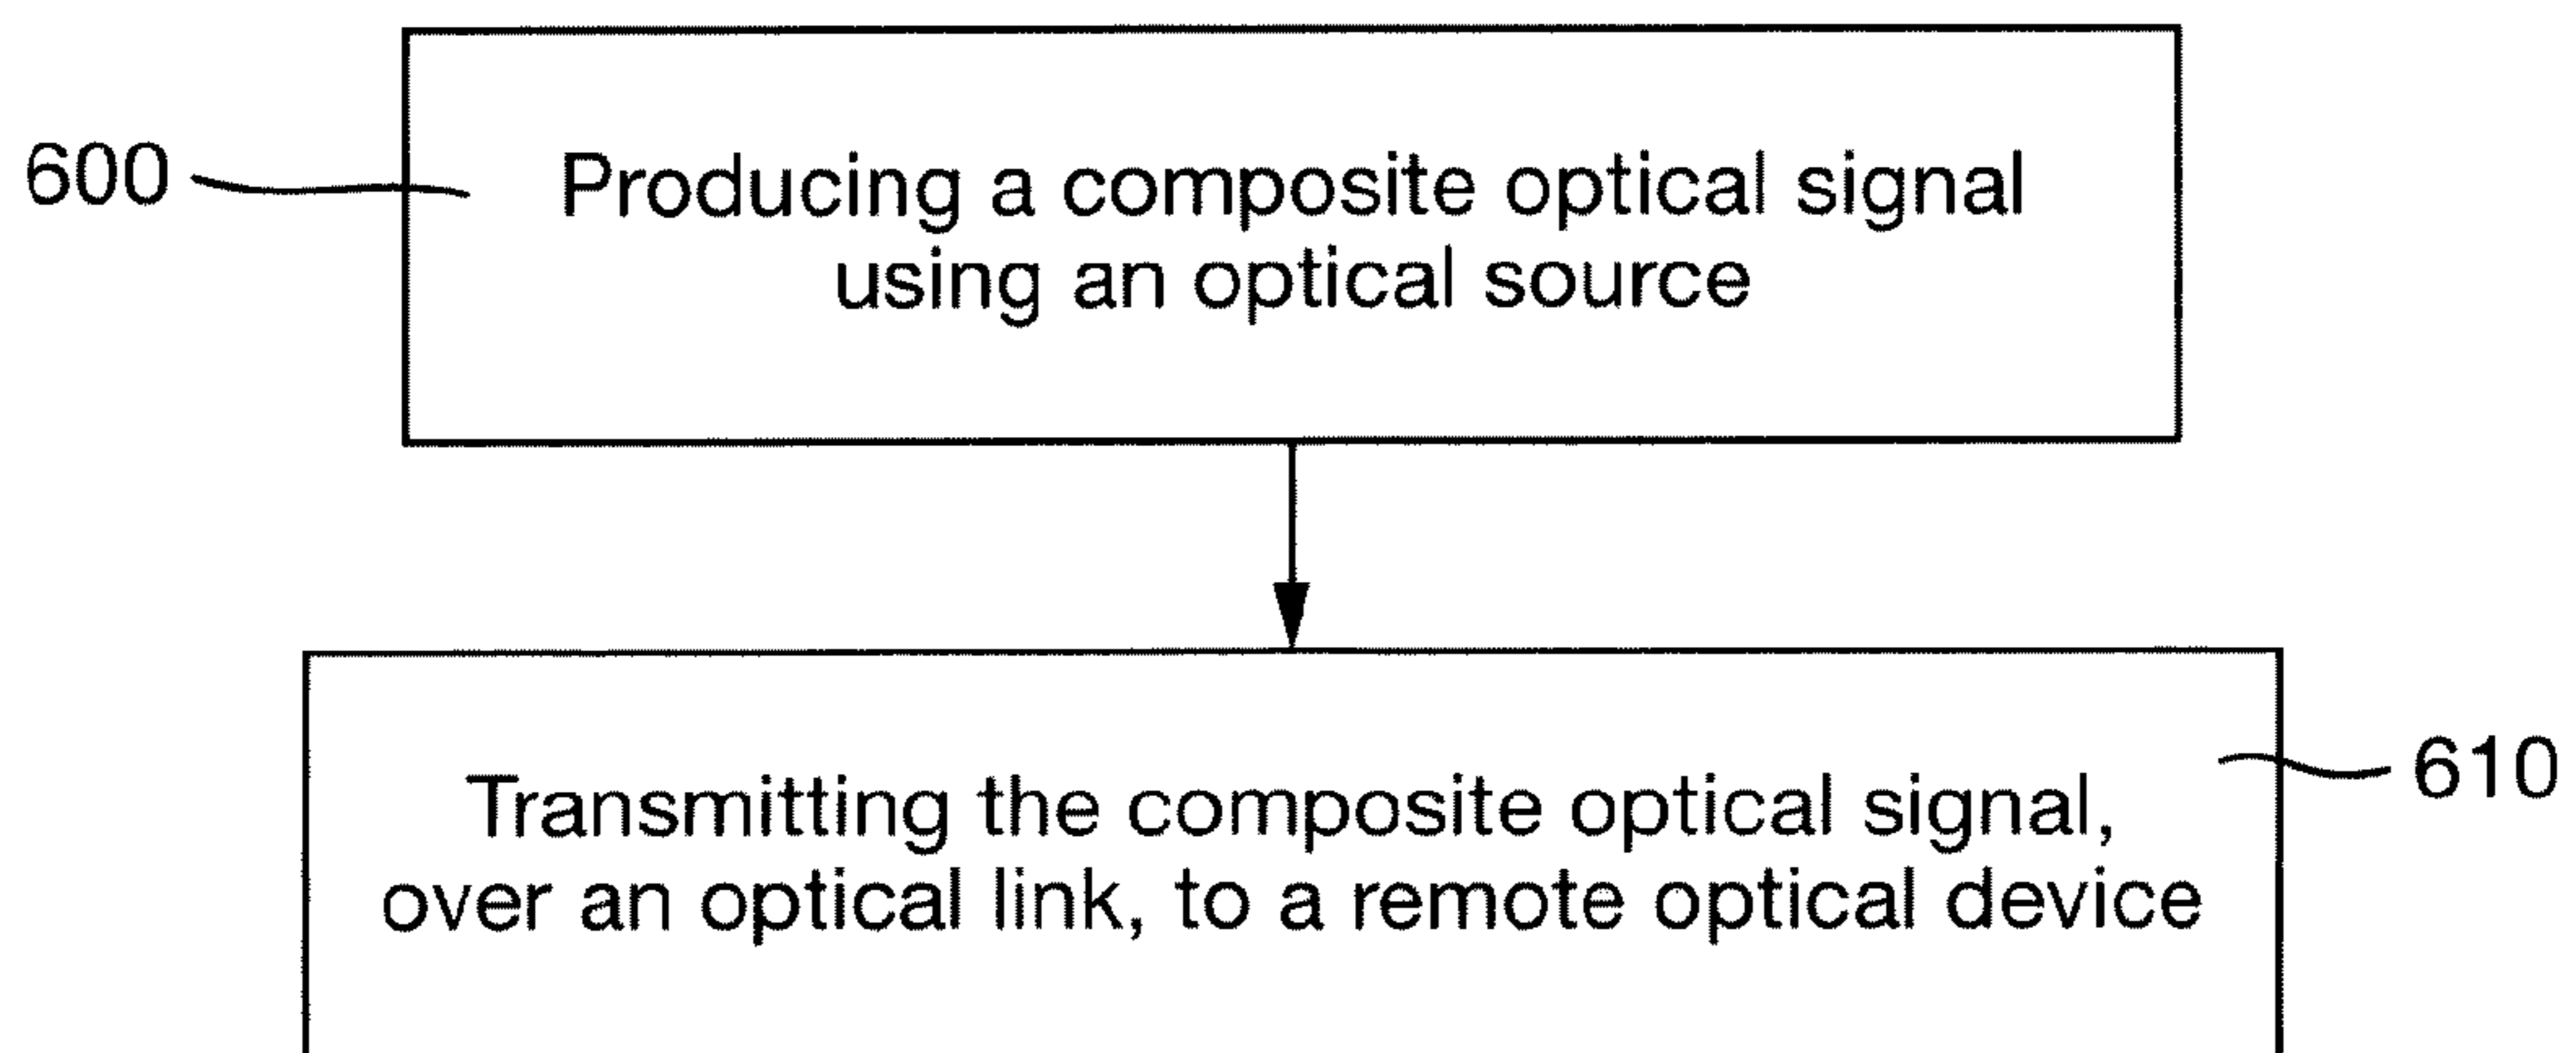 600
Producing a composite optical signal
using an optical source
Transmitting the composite optical signal,
over an optical link, to a remote optical device
610